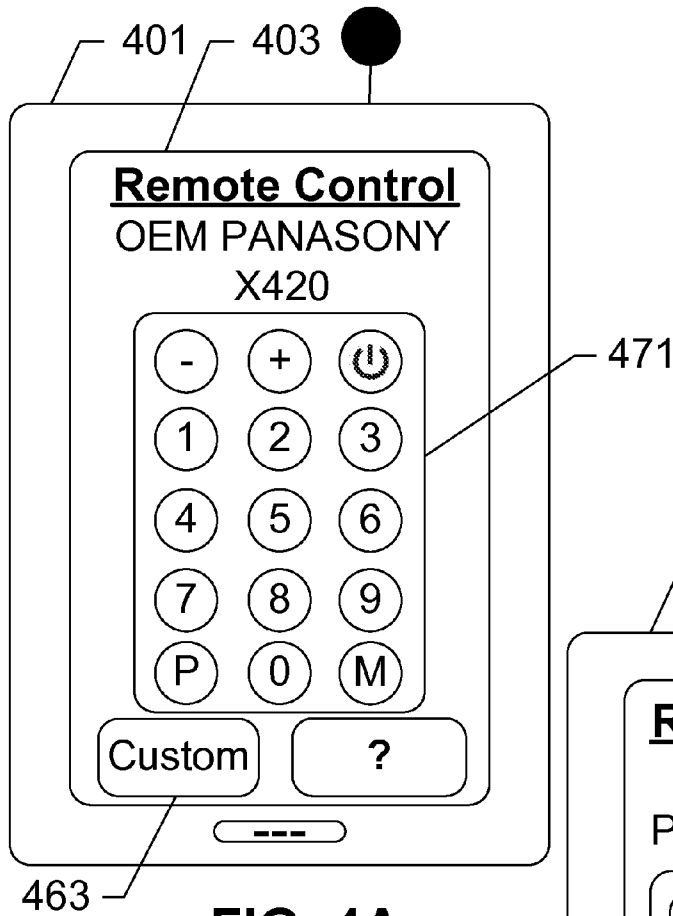 401 403
Remote Control
OEM PANASONY
X420
- +
471
1 2 3
4 5 6
7 8 9
P 0 M
Custom ?
---
463